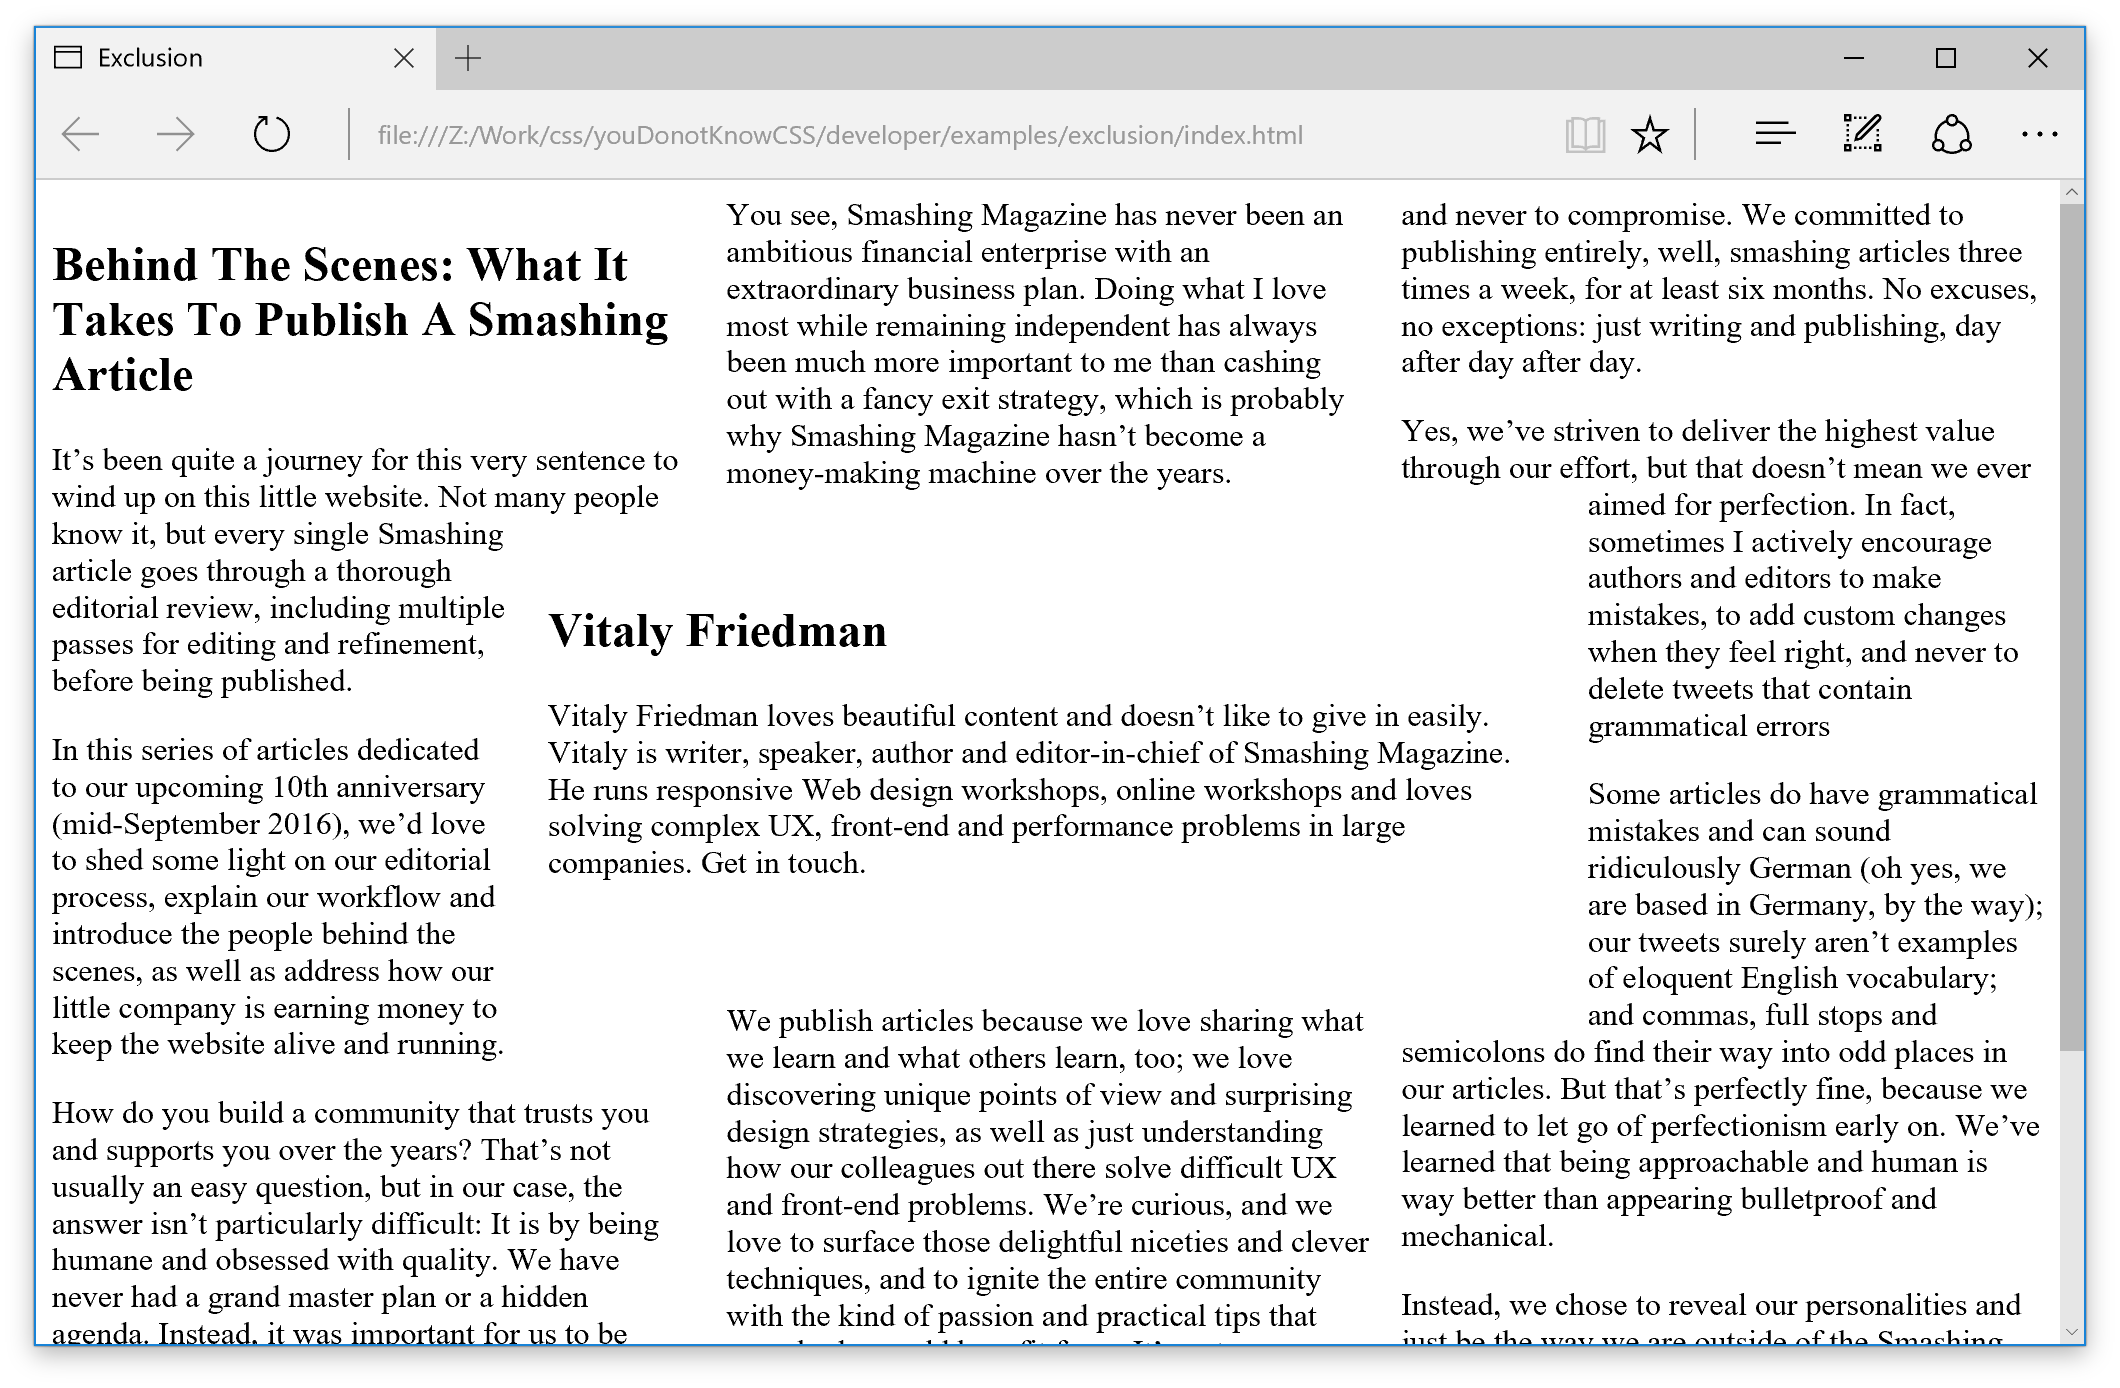 Exclusion
file:///Z:/Work/css/youDonotKnowCSS/developer/examples/exclusion/index.html
Behind The Scenes: What It
Takes To Publish A Smashing
Article
It’s been quite a journey for this very sentence to
wind up on this little website. Not many people
know it, but every single Smashing
article goes through a thorough
editorial review, including multiple
passes for editing and refinement,
before being published.
In this series of articles dedicated
to our upcoming 10th anniversary
(mid-September 2016), we’d love
to shed some light on our editorial
process, explain our workflow and
introduce the people behind the
scenes, as well as address how our
little company is earning money to
keep the website alive and running.
How do you build a community that trusts you
and supports you over the years? That’s not
usually an easy question, but in our case, the
answer isn’t particularly difficult: It is by being
humane and obsessed with quality. We have
never had a grand master plan or a hidden
agenda. Instead, it was important for us to be
You see, Smashing Magazine has never been an
ambitious financial enterprise with an
extraordinary business plan. Doing what I love
most while remaining independent has always
been much more important to me than cashing
out with a fancy exit strategy, which is probably
why Smashing Magazine hasn’t become a
money-making machine over the years.
Vitaly Friedman
Vitaly Friedman loves beautiful content and doesn’t like to give in easily.
Vitaly is writer, speaker, author and editor-in-chief of Smashing Magazine.
He runs responsive Web design workshops, online workshops and loves
solving complex UX, front-end and performance problems in large
companies. Get in touch.
We publish articles because we love sharing what
we learn and what others learn, too; we love
discovering unique points of view and surprising
design strategies, as well as just understanding
how our colleagues out there solve difficult UX
and front-end problems. We’re curious, and we
love to surface those delightful niceties and clever
techniques, and to ignite the entire community
with the kind of passion and practical tips that
and never to compromise. We committed to
publishing entirely, well, smashing articles three
times a week, for at least six months. No excuses,
no exceptions: just writing and publishing, day
after day after day.
Yes, we’ve striven to deliver the highest value
through our effort, but that doesn’t mean we ever
aimed for perfection. In fact,
sometimes I actively encourage
authors and editors to make
mistakes, to add custom changes
when they feel right, and never to
delete tweets that contain
grammatical errors
Some articles do have grammatical
mistakes and can sound
ridiculously German (oh yes, we
are based in Germany, by the way);
our tweets surely aren’t examples
of eloquent English vocabulary;
and commas, full stops and
semicolons do find their way into odd places in
our articles. But that’s perfectly fine, because we
learned to let go of perfectionism early on. We’ve
learned that being approachable and human is
way better than appearing bulletproof and
mechanical.
Instead, we chose to reveal our personalities and
just be the way we are outside of the Smashing